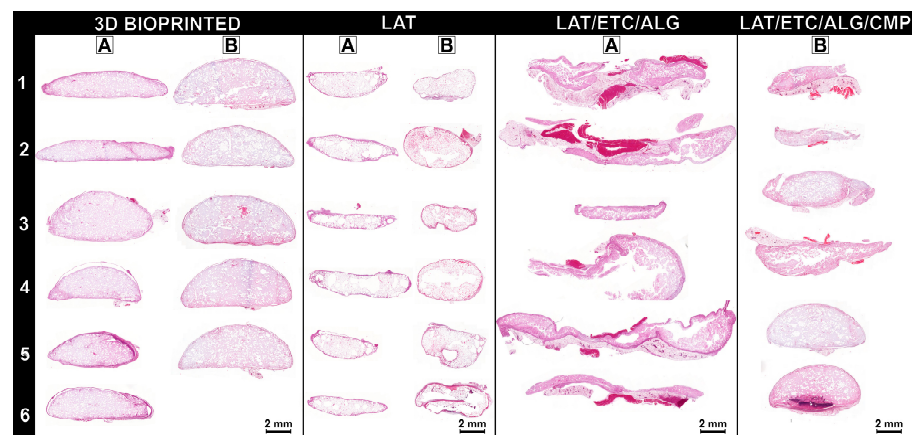 3D BIOPRINTED LAT LAT/ETC/ALG LAT/ETC/ALG/CMP
A B A B A B
1
2
3
4
5
6
2 mm 2 mm 2 mm 2 mm